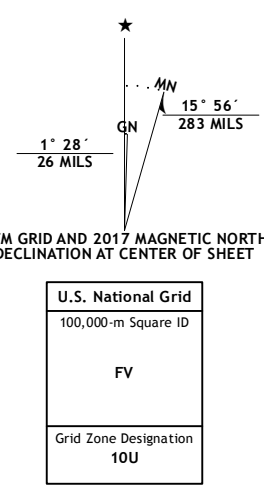 ★
MN
15° 56´
283 MILS
GN
1° 28´
26 MILS
M GRID AND 2017 MAGNETIC NORTH
DECLINATION AT CENTER OF SHEET
U.S. National Grid
100,000-m Square ID
FV
Grid Zone Designation
10U